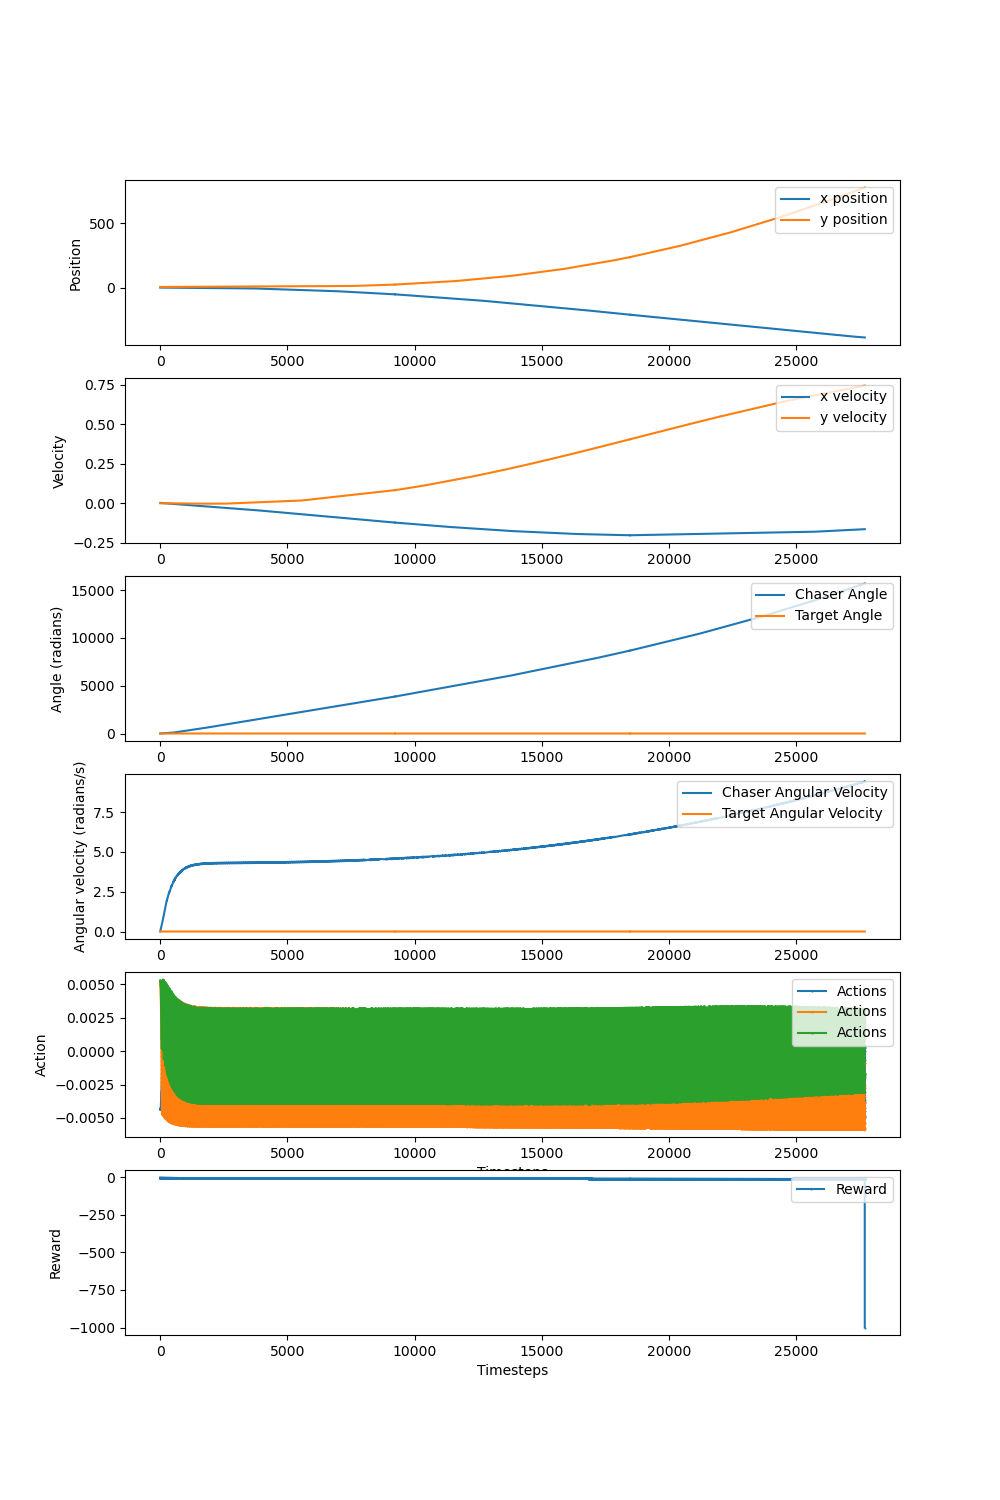 Position
500
0
x position
y position
0 5000 10000 15000 20000 25000
Velocity
0.75
0.50
0.25
0.00
−0.25
x velocity
y velocity
0 5000 10000 15000 20000 25000
Angle (radians)
15000
10000
5000
0
Chaser Angle
Target Angle
0 5000 10000 15000 20000 25000
Angular velocity (radians/s)
7.5
5.0
2.5
0.0
Chaser Angular Velocity
Target Angular Velocity
0 5000 10000 15000 20000 25000
Action
0.0050
0.0025
0.0000
−0.0025
−0.0050
Actions
Actions
Actions
0 5000 10000 15000 20000 25000
Timesteps
Reward
0
−250
−500
−750
−1000
Reward
0 5000 10000 15000 20000 25000
Timesteps